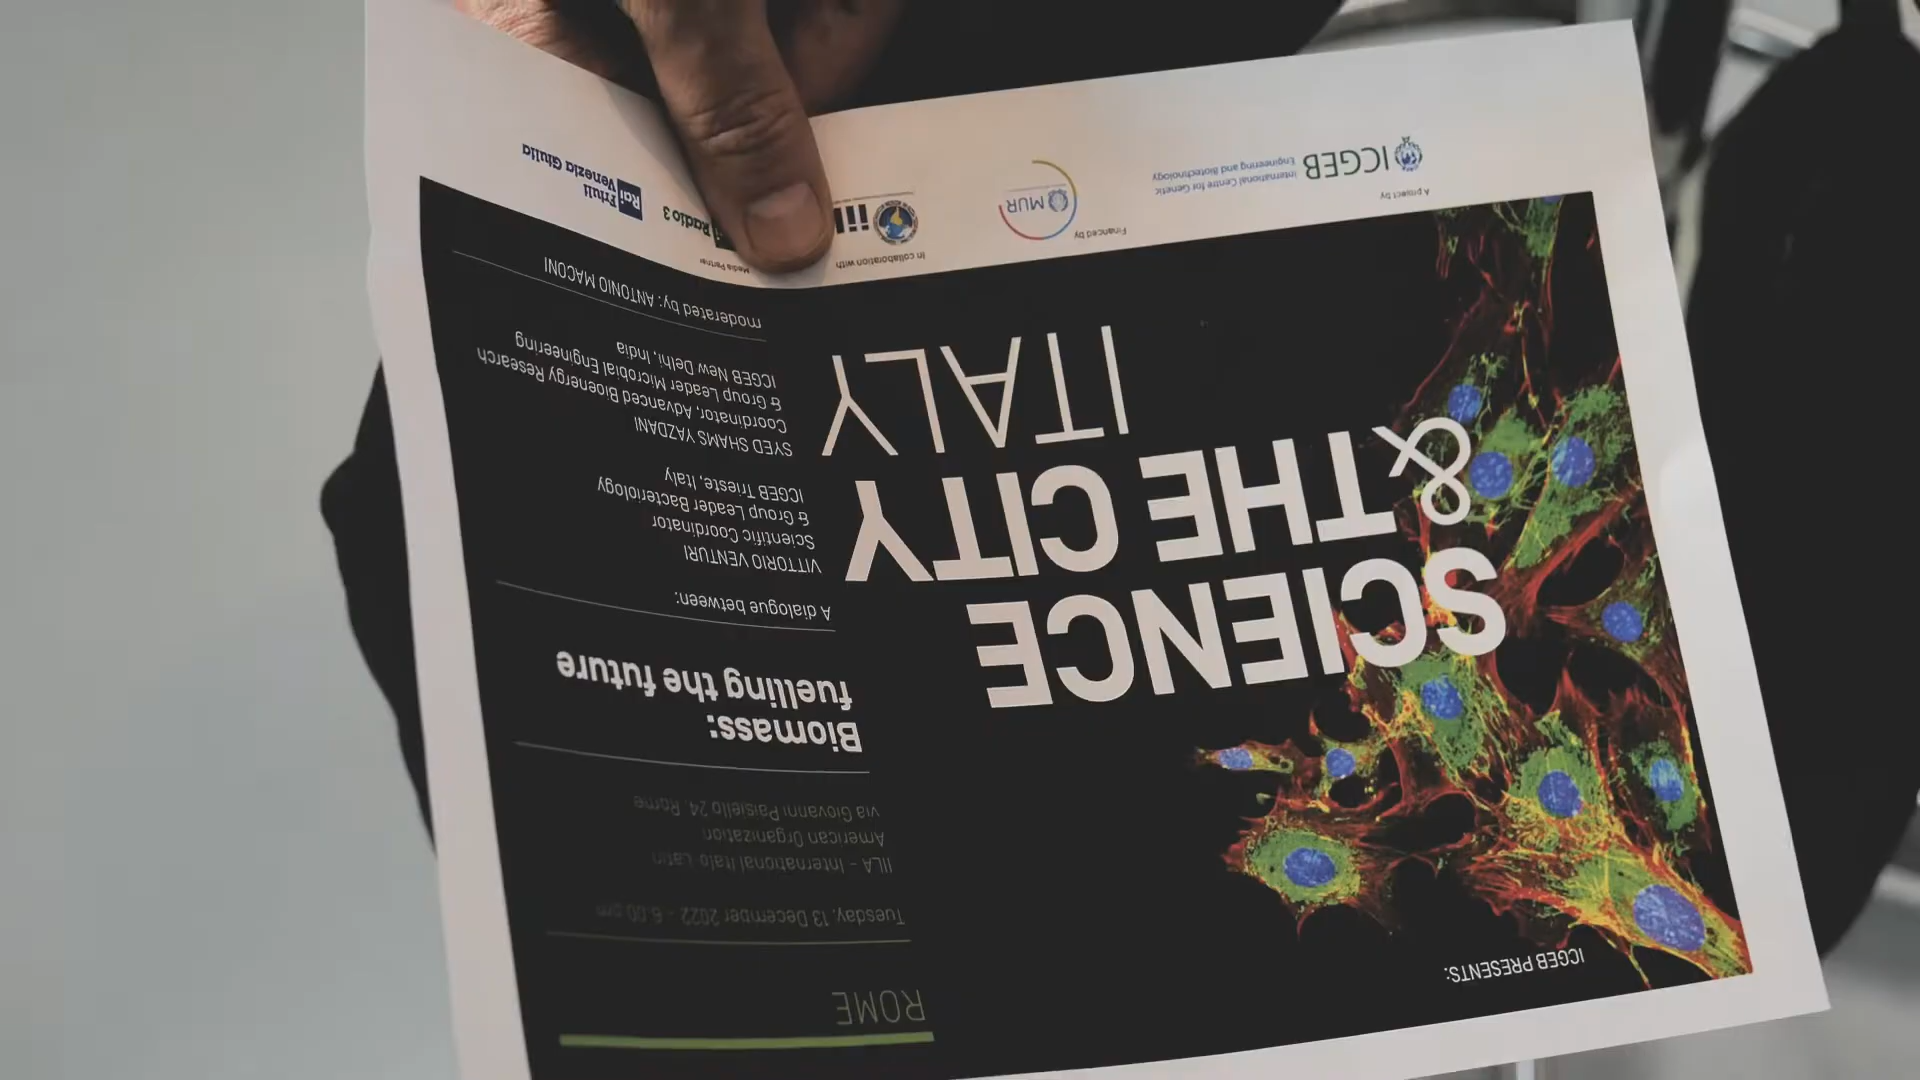 ICGEB PRESENTS:
SCIENCE
& THE CITY
ITALY
ROME
Tuesday, 13 December 2022 - 6.00 pm
IILA - International Italo-Latin
American Organization
via Giovanni Paisiello 24, Rome
Biomass:
fuelling the future
A dialogue between:
VITTORIO VENTURI
Scientific Coordinator
& Group Leader Bacteriology
ICGEB Trieste, Italy
SYED SHAMS YAZDANI
Coordinator, Advanced Bioenergy Research
& Group Leader Microbial Engineering
ICGEB New Delhi, India
moderated by: ANTONIO MACONI
A project by
ICGEB
International Centre for Genetic
Engineering and Biotechnology
Financed by
MUR
In collaboration with
Media Partner
Radio 3
Rai
Friuli
Venezia Giulia